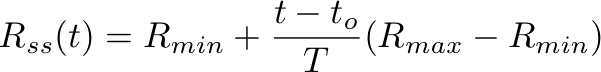 R_{ss}(t) = R_{min} + \frac{t - t_o}{T}(R_{max} - R_{min})